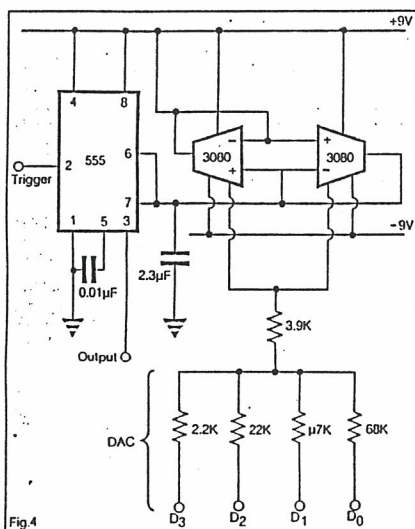 +9V
4 8
3080 3080
− +
+ −
555
6
2
Trigger
7
1 5 3
−9V
0.01µF
2.3µF
3.9K
Output
DAC
2.2K 22K µ7K 68K
D3 D2 D1 D0
Fig.4